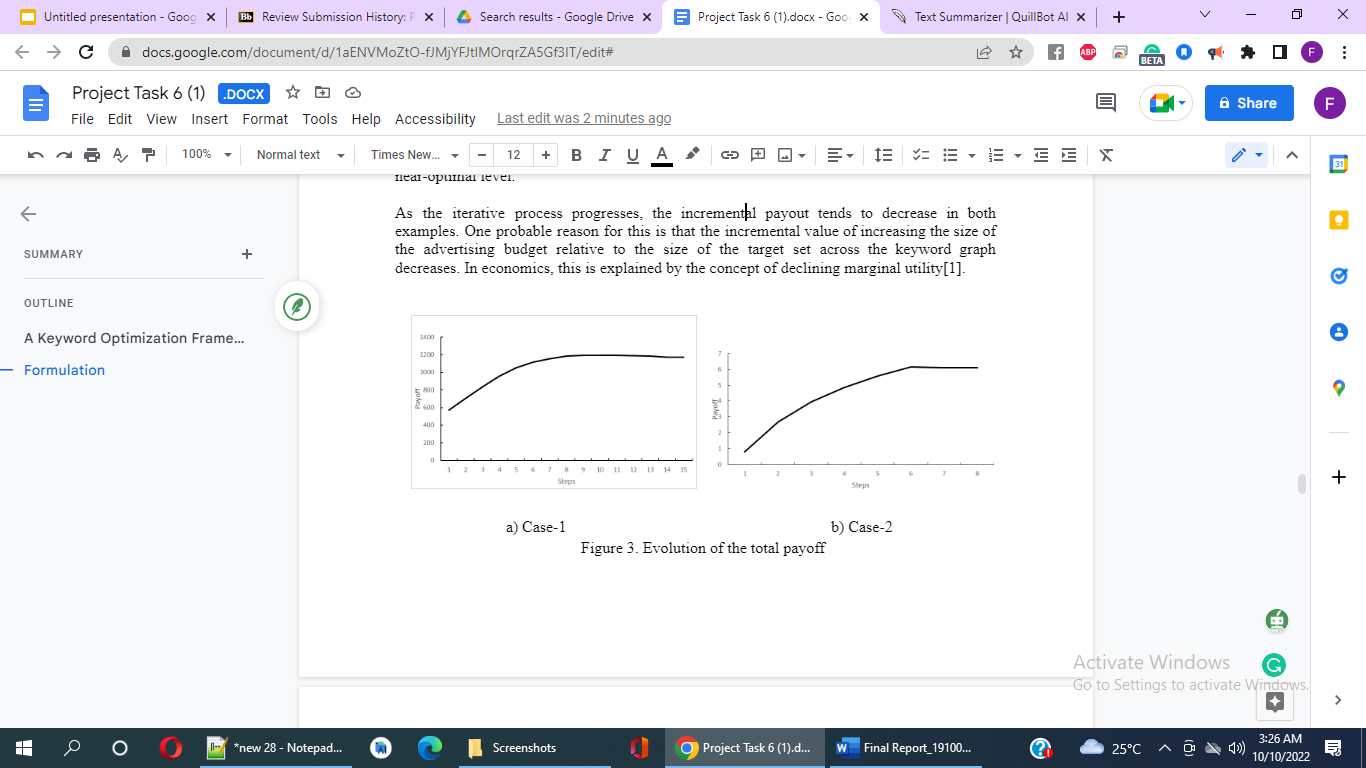 Untitled presentation - Goog
Review Submission History: P
Search results - Google Drive
Project Task 6 (1).docx - Goo
Text Summarizer | QuillBot AI
docs.google.com/document/d/1aENVMoZtO-fJMjYFJtIMOrqrZA5Gf3IT/edit#
ABP
BETA
F
Project Task 6 (1) .DOCX
Share
F
File Edit View Insert Format Tools Help Accessibility Last edit was 2 minutes ago
100% Normal text Times New... 12 B I U A
31
near-optimal level.
SUMMARY
OUTLINE
A Keyword Optimization Frame...
Formulation
As the iterative process progresses, the incremental payout tends to decrease in both
examples. One probable reason for this is that the incremental value of increasing the size of
the advertising budget relative to the size of the target set across the keyword graph
decreases. In economics, this is explained by the concept of declining marginal utility[1].
1400
1200
1000
800
600
400
200
0
Payoff
1 2 3 4 5 6 7 8 9 10 11 12 13 14 15
Steps
7
6
5
4
3
2
1
0
Payoff
1 2 3 4 5 6 7 8
Steps
a) Case-1
b) Case-2
Figure 3. Evolution of the total payoff
Activate Windows
Go to Settings to activate Windows.
*new 28 - Notepad...
Screenshots
Project Task 6 (1).d...
Final Report_19100...
25°C
3:26 AM
10/10/2022